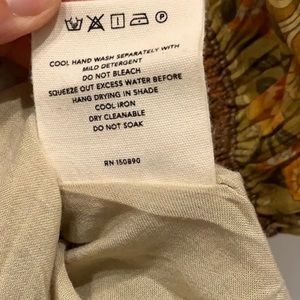 COOL HAND WASH SEPARATELY WITH
MILD DETERGENT
DO NOT BLEACH
SQUEEZE OUT EXCESS WATER BEFORE
HANG DRYING IN SHADE
COOL IRON
DRY CLEANABLE
DO NOT SOAK
RN 150890